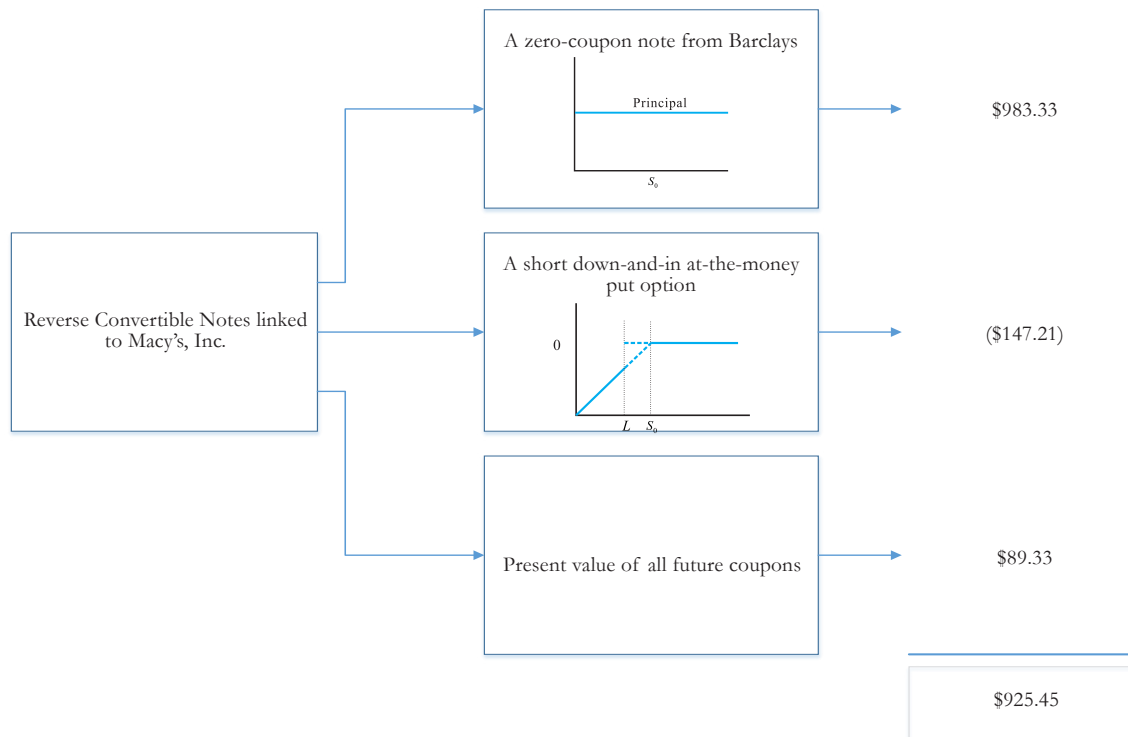 A zero-coupon note from Barclays
Principal
S₀
$983.33
Reverse Convertible Notes linked
to Macy's, Inc.
A short down-and-in at-the-money
put option
0
L S₀
($147.21)
Present value of all future coupons
$89.33
$925.45